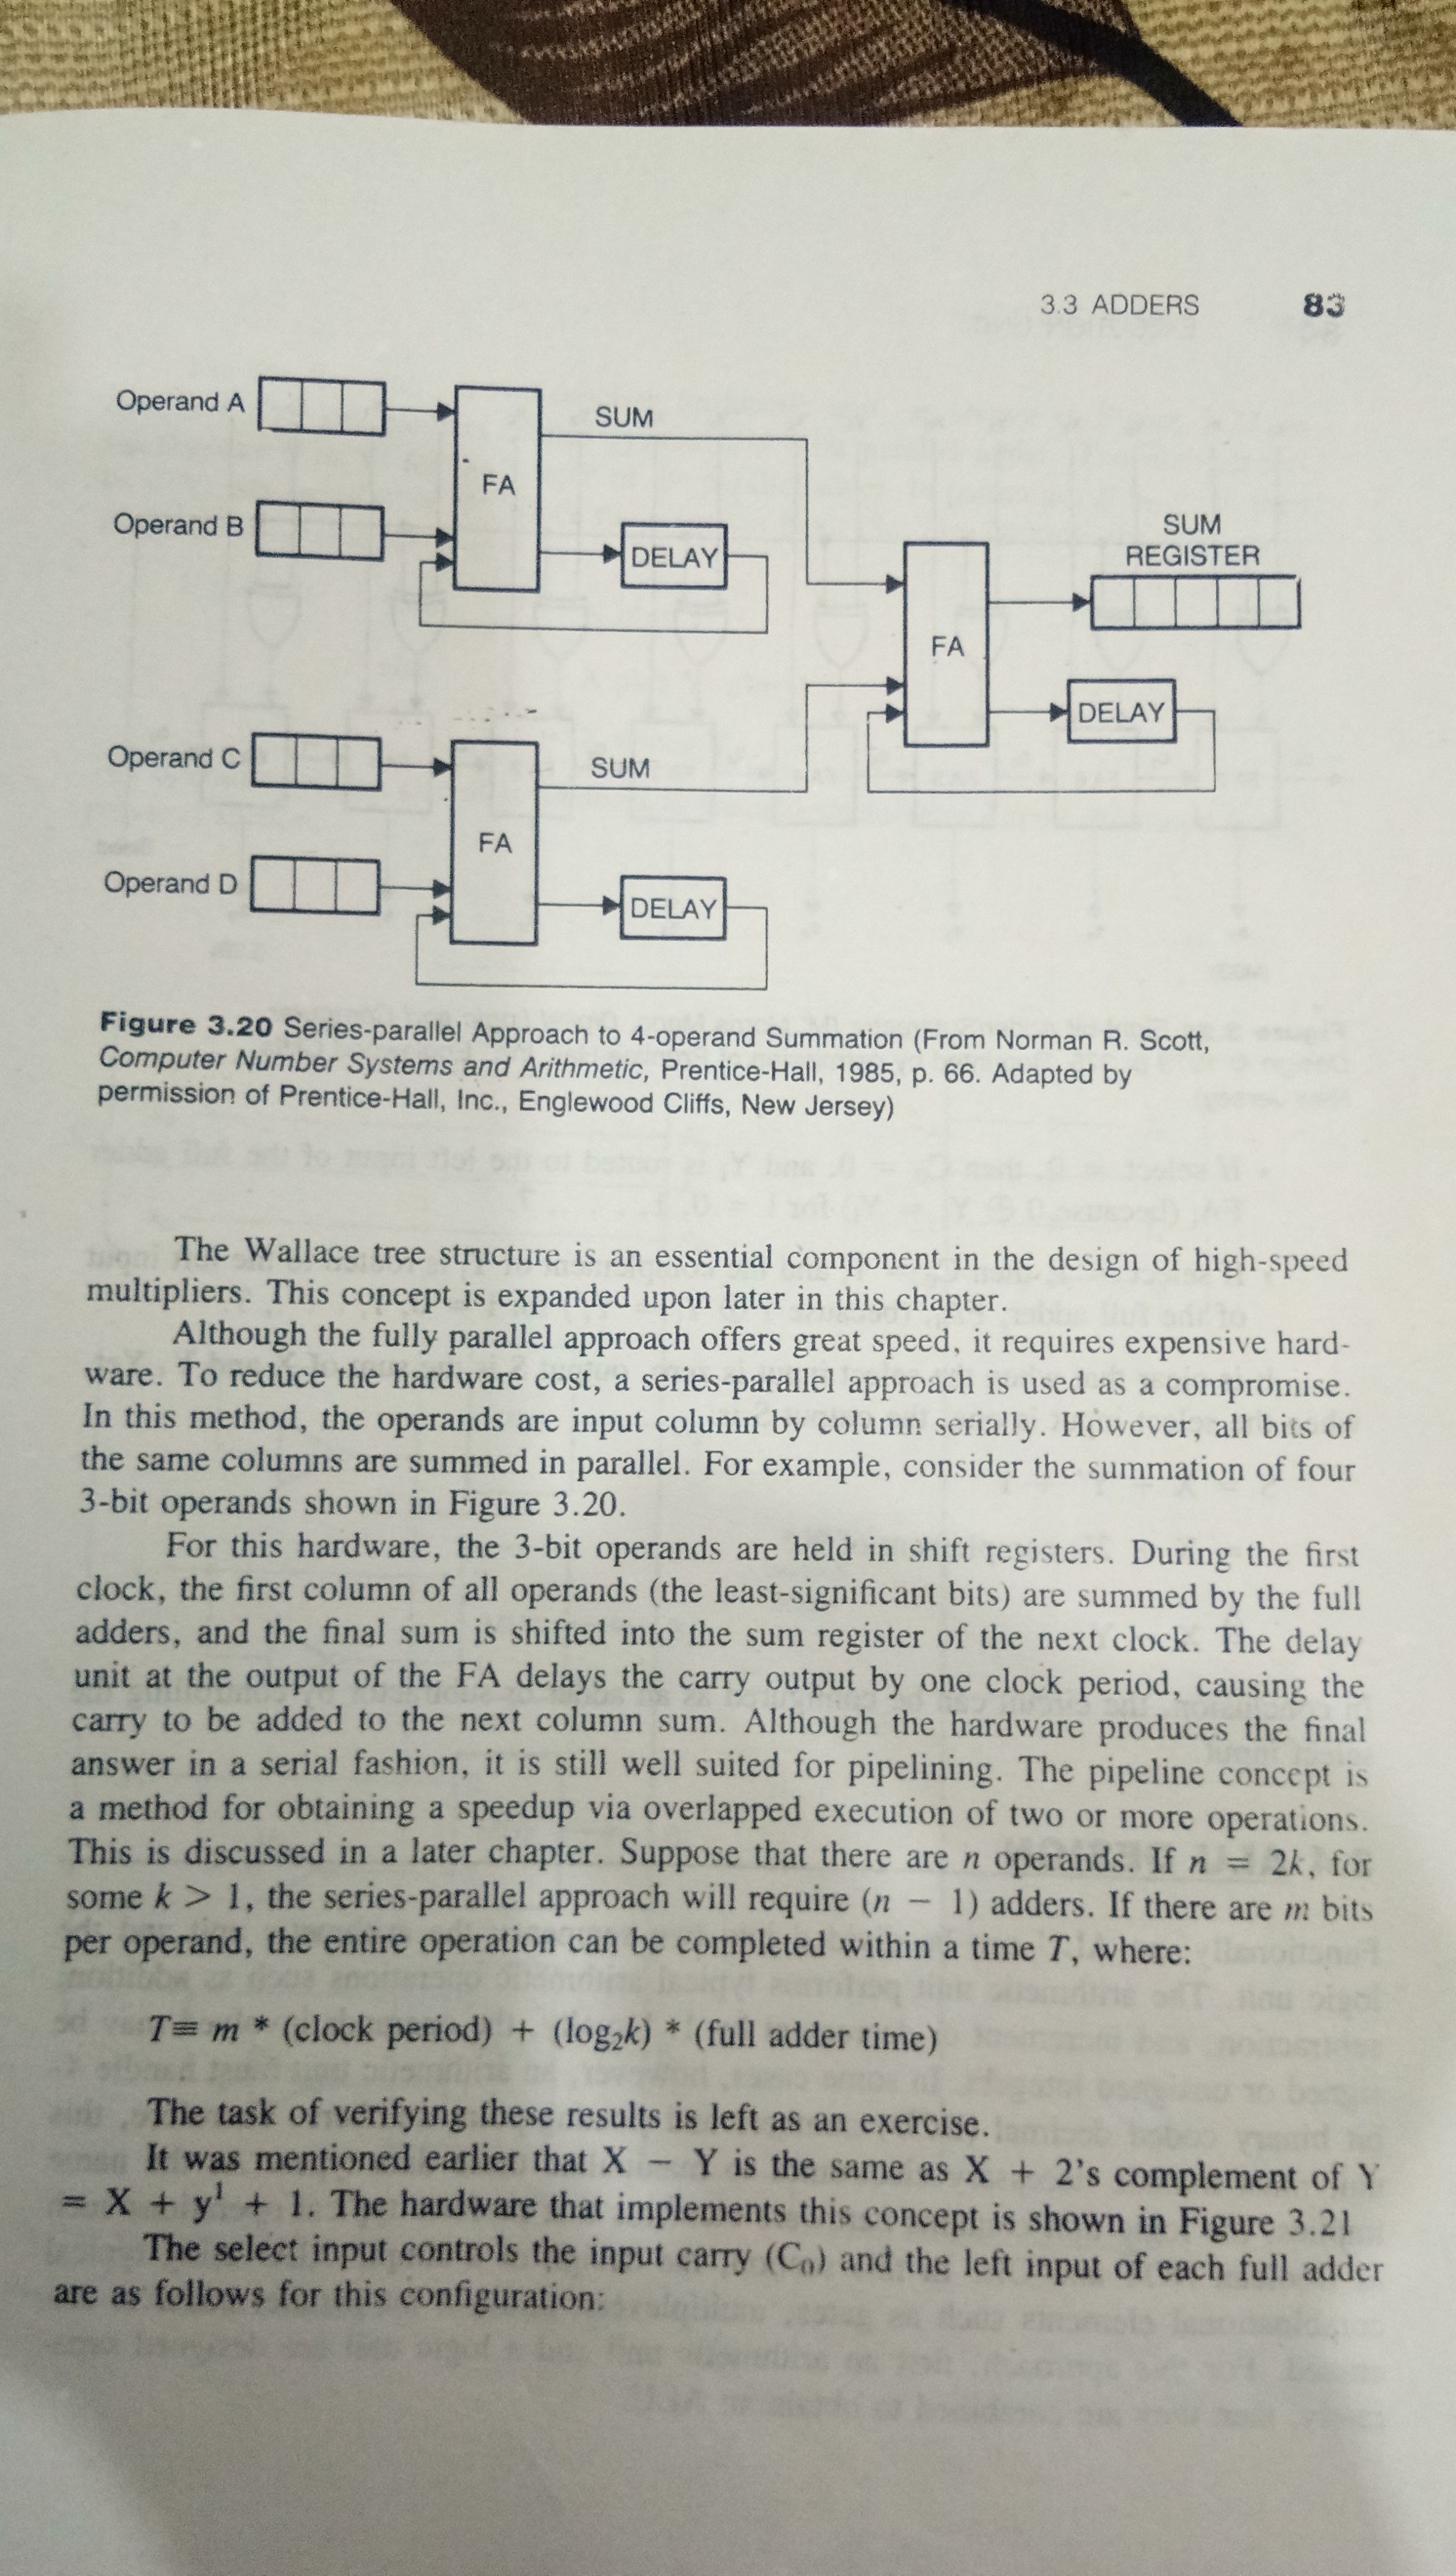 3.3 ADDERS 83
Operand A
SUM
FA
Operand B
DELAY
SUM
REGISTER
FA
DELAY
Operand C
SUM
FA
Operand D
DELAY
Figure 3.20 Series-parallel Approach to 4-operand Summation (From Norman R. Scott,
Computer Number Systems and Arithmetic, Prentice-Hall, 1985, p. 66. Adapted by
permission of Prentice-Hall, Inc., Englewood Cliffs, New Jersey)
The Wallace tree structure is an essential component in the design of high-speed
multipliers. This concept is expanded upon later in this chapter.
Although the fully parallel approach offers great speed, it requires expensive hard-
ware. To reduce the hardware cost, a series-parallel approach is used as a compromise.
In this method, the operands are input column by column serially. However, all bits of
the same columns are summed in parallel. For example, consider the summation of four
3-bit operands shown in Figure 3.20.
For this hardware, the 3-bit operands are held in shift registers. During the first
clock, the first column of all operands (the least-significant bits) are summed by the full
adders, and the final sum is shifted into the sum register of the next clock. The delay
unit at the output of the FA delays the carry output by one clock period, causing the
carry to be added to the next column sum. Although the hardware produces the final
answer in a serial fashion, it is still well suited for pipelining. The pipeline concept is
a method for obtaining a speedup via overlapped execution of two or more operations.
This is discussed in a later chapter. Suppose that there are n operands. If n = 2k, for
some k > 1, the series-parallel approach will require (n − 1) adders. If there are m bits
per operand, the entire operation can be completed within a time T, where:
T≡ m * (clock period) + (log₂k) * (full adder time)
The task of verifying these results is left as an exercise.
It was mentioned earlier that X − Y is the same as X + 2's complement of Y
= X + y¹ + 1. The hardware that implements this concept is shown in Figure 3.21
The select input controls the input carry (C₀) and the left input of each full adder
are as follows for this configuration: